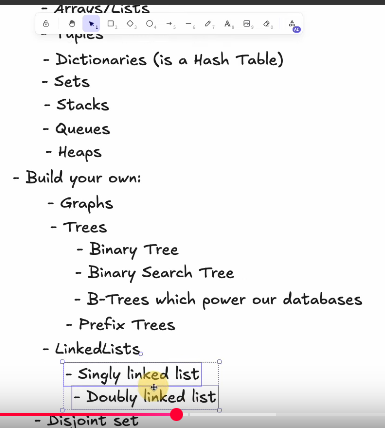 - Arrays/Lists
- Tuples
- Dictionaries (is a Hash Table)
- Sets
- Stacks
- Queues
- Heaps
- Build your own:
- Graphs
- Trees
- Binary Tree
- Binary Search Tree
- B-Trees which power our databases
- Prefix Trees
- LinkedLists
- Singly linked list
- Doubly linked list
- Disjoint set